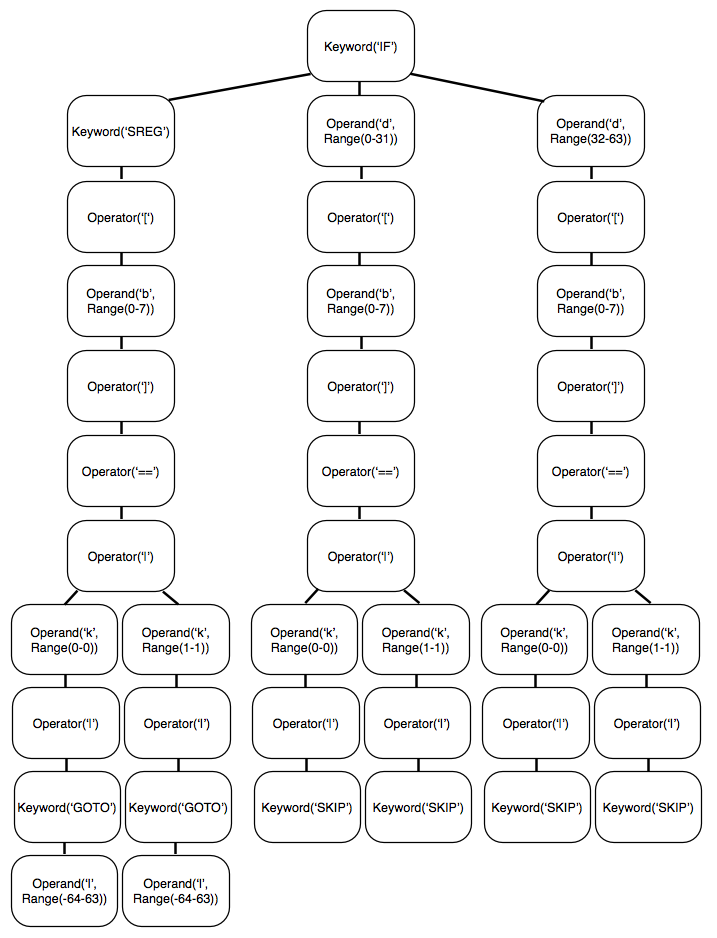 Keyword(‘IF’)
Keyword(‘SREG’)
Operand(‘d’,
Range(0-31))
Operand(‘d’,
Range(32-63))
Operator(‘[‘)
Operator(‘[‘)
Operator(‘[‘)
Operand(‘b’,
Range(0-7))
Operand(‘b’,
Range(0-7))
Operand(‘b’,
Range(0-7))
Operator(‘]’)
Operator(‘]’)
Operator(‘]’)
Operator(‘==’)
Operator(‘==’)
Operator(‘==’)
Operator(‘|’)
Operator(‘|’)
Operator(‘|’)
Operand(‘k’,
Range(0-0))
Operand(‘k’,
Range(1-1))
Operand(‘k’,
Range(0-0))
Operand(‘k’,
Range(1-1))
Operand(‘k’,
Range(0-0))
Operand(‘k’,
Range(1-1))
Operator(‘|’)
Operator(‘|’)
Operator(‘|’)
Operator(‘|’)
Operator(‘|’)
Operator(‘|’)
Keyword(‘GOTO’)
Keyword(‘GOTO’)
Keyword(‘SKIP’)
Keyword(‘SKIP’)
Keyword(‘SKIP’)
Keyword(‘SKIP’)
Operand(‘l’,
Range(-64-63))
Operand(‘l’,
Range(-64-63))